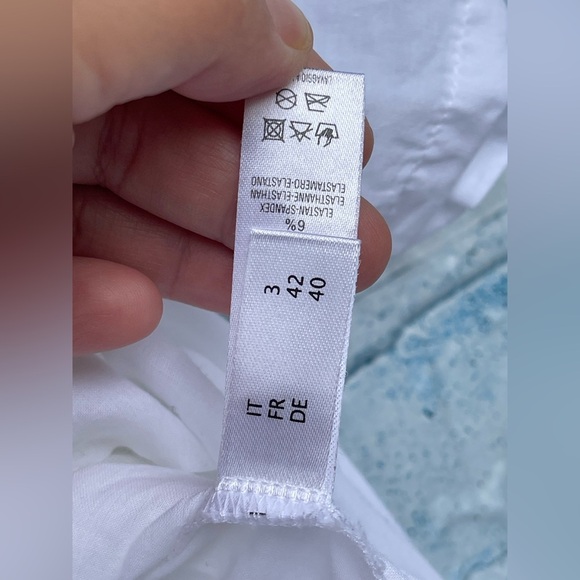 IT 3
FR 42
DE 40
6%
ELASTAN-SPANDEX
ELASTHANNE-ELASTHAN
ELASTAMERO-ELASTANO